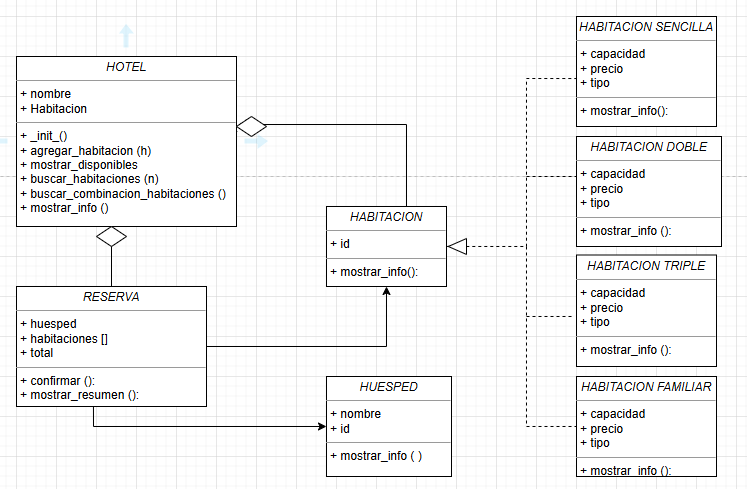 HOTEL
+ nombre
+ Habitacion
+ _init_()
+ agregar_habitacion (h)
+ mostrar_disponibles
+ buscar_habitaciones (n)
+ buscar_combinacion_habitaciones ()
+ mostrar_info ()
RESERVA
+ huesped
+ habitaciones []
+ total
+ confirmar ():
+ mostrar_resumen ():
HABITACION
+ id
+ mostrar_info():
HUESPED
+ nombre
+ id
+ mostrar_info ( )
HABITACION SENCILLA
+ capacidad
+ precio
+ tipo
+ mostrar_info():
HABITACION DOBLE
+ capacidad
+ precio
+ tipo
+ mostrar_info ():
HABITACION TRIPLE
+ capacidad
+ precio
+ tipo
+ mostrar_info ():
HABITACION FAMILIAR
+ capacidad
+ precio
+ tipo
+ mostrar_info ():